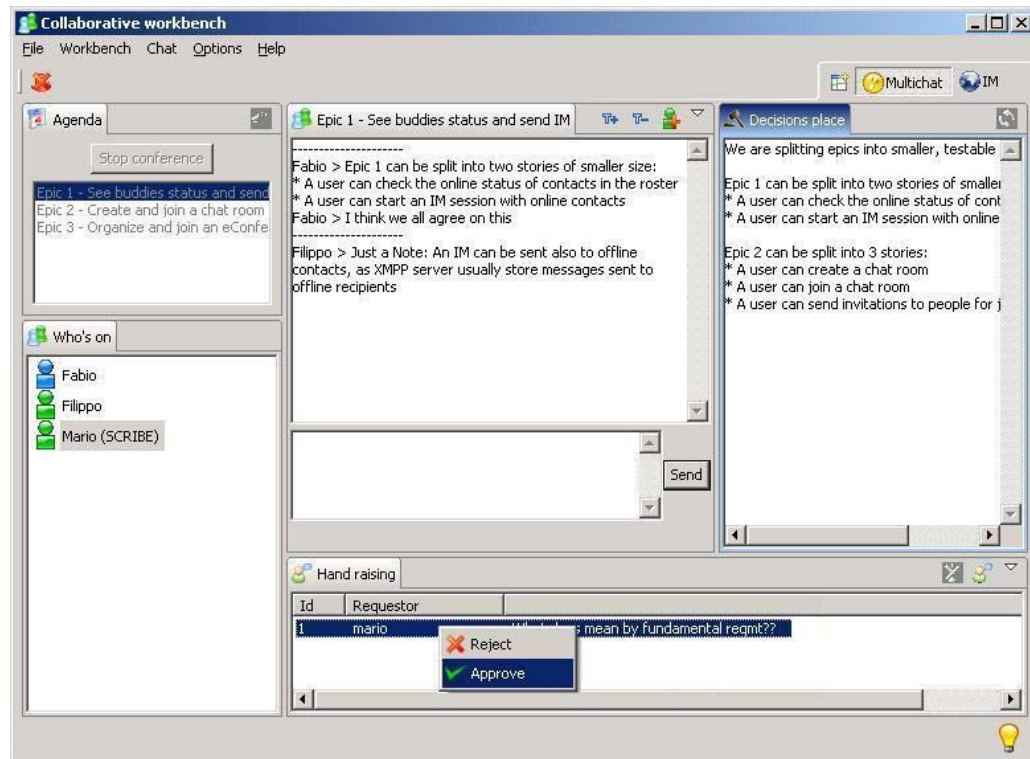 Collaborative workbench
File Workbench Chat Options Help
Multichat IM
Agenda
Stop conference
Epic 1 - See buddies status and send
Epic 2 - Create and join a chat room
Epic 3 - Organize and join an eConfe
Who's on
Fabio
Filippo
Mario (SCRIBE)
Epic 1 - See buddies status and send IM
T+ T-
--------------------
Fabio > Epic 1 can be split into two stories of smaller size:
* A user can check the online status of contacts in the roster
* A user can start an IM session with online contacts
Fabio > I think we all agree on this
--------------------
Filippo > Just a Note: An IM can be sent also to offline
contacts, as XMPP server usually store messages sent to
offline recipients
Send
Decisions place
We are splitting epics into smaller, testable
Epic 1 can be split into two stories of smaller
* A user can check the online status of cont
* A user can start an IM session with online
Epic 2 can be split into 3 stories:
* A user can create a chat room
* A user can join a chat room
* A user can send invitations to people for j
Hand raising
Id Requestor
1 mario mean by fundamental reqmt??
Reject
Approve